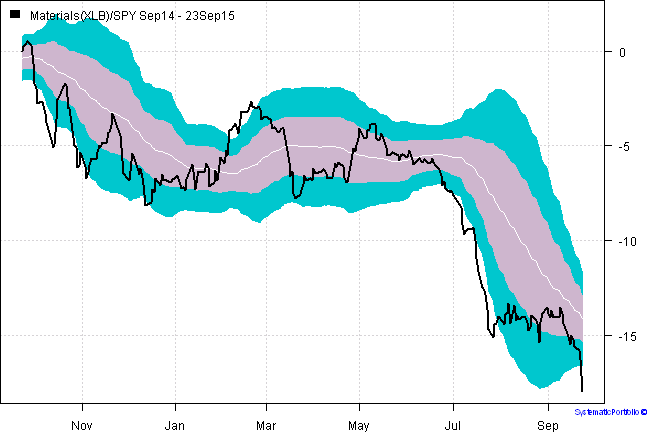 Materials(XLB)/SPY Sep14 - 23Sep15
0
-5
-10
-15
Nov Jan Mar May Jul Sep
SystematicPortfolio ©